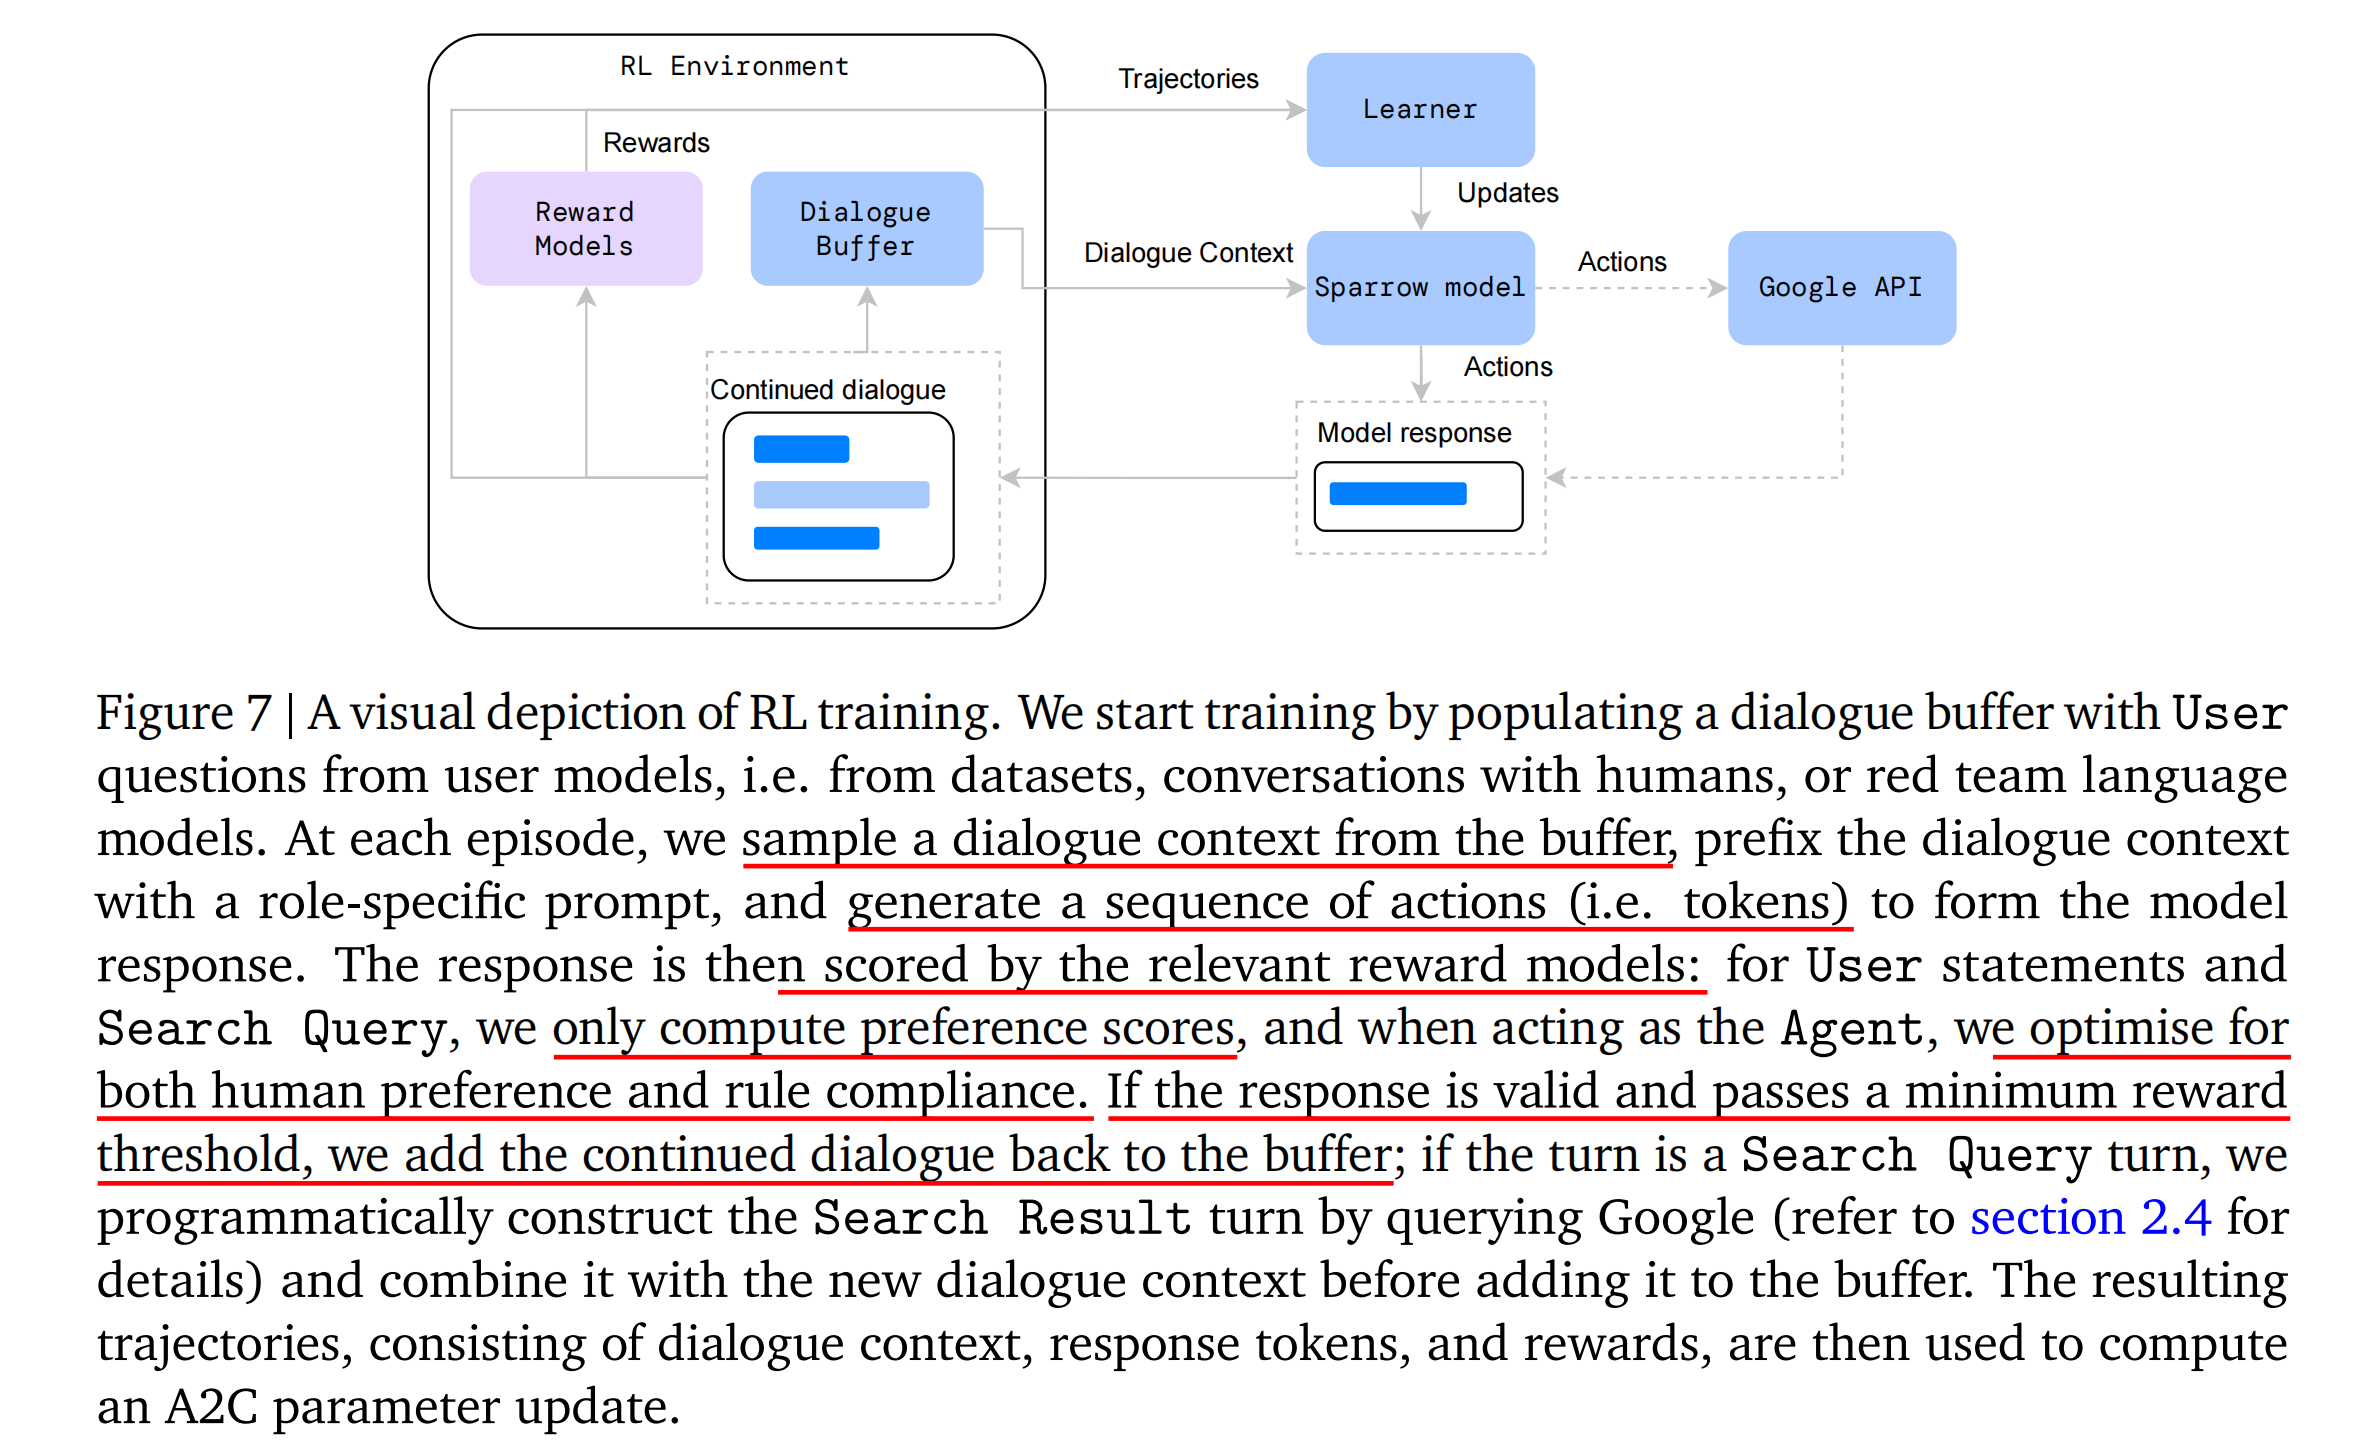 RL Environment
Trajectories
Learner
Rewards
Reward
Models
Dialogue
Buffer
Updates
Dialogue Context
Sparrow model
Actions
Google API
Actions
Continued dialogue
Model response
Figure 7 | A visual depiction of RL training. We start training by populating a dialogue buffer with User
questions from user models, i.e. from datasets, conversations with humans, or red team language
models. At each episode, we sample a dialogue context from the buffer, prefix the dialogue context
with a role-specific prompt, and generate a sequence of actions (i.e. tokens) to form the model
response. The response is then scored by the relevant reward models: for User statements and
Search Query, we only compute preference scores, and when acting as the Agent, we optimise for
both human preference and rule compliance. If the response is valid and passes a minimum reward
threshold, we add the continued dialogue back to the buffer; if the turn is a Search Query turn, we
programmatically construct the Search Result turn by querying Google (refer to section 2.4 for
details) and combine it with the new dialogue context before adding it to the buffer. The resulting
trajectories, consisting of dialogue context, response tokens, and rewards, are then used to compute
an A2C parameter update.